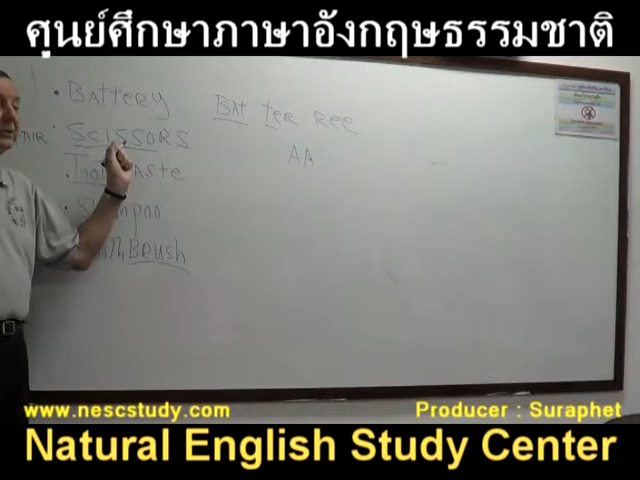 ศูนย์ศึกษาภาษาอังกฤษธรรมชาติ
• Battery
BAt ter Ree
• Scissors
AA
Brush
www.nescstudy.com
Producer : Suraphet
Natural English Study Center